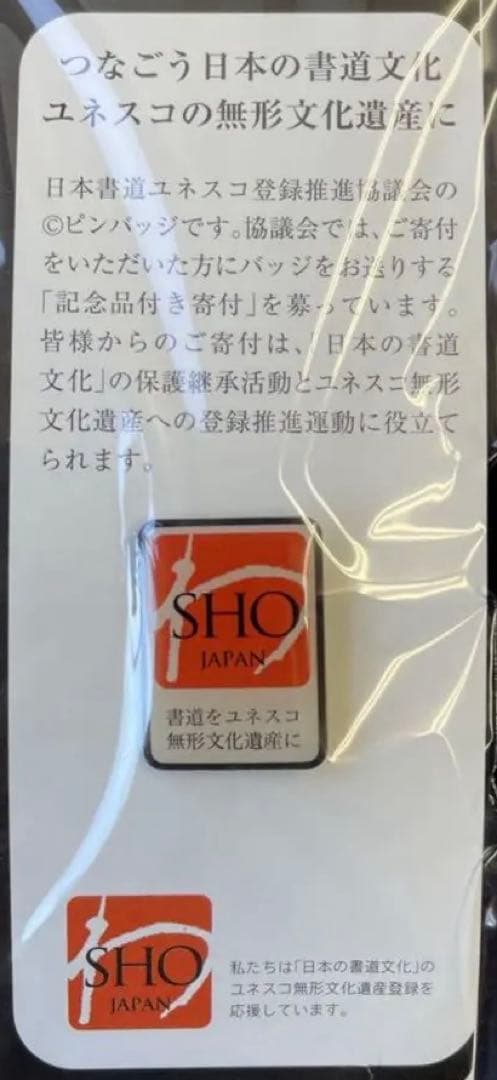 つなごう日本の書道文化
ユネスコの無形文化遺産に
日本書道ユネスコ登録推進協議会の
©ピンバッジです。協議会では、ご寄付
をいただいた方にバッジをお送りする
「記念品付き寄付」を募っています。
皆様からのご寄付は、「日本の書道
文化」の保護継承活動とユネスコ無形
文化遺産への登録推進運動に役立て
られます。
わ
SHO
JAPAN
書道をユネスコ
無形文化遺産に
わ
SHO
JAPAN
私たちは「日本の書道文化」の
ユネスコ無形文化遺産登録を
応援しています。